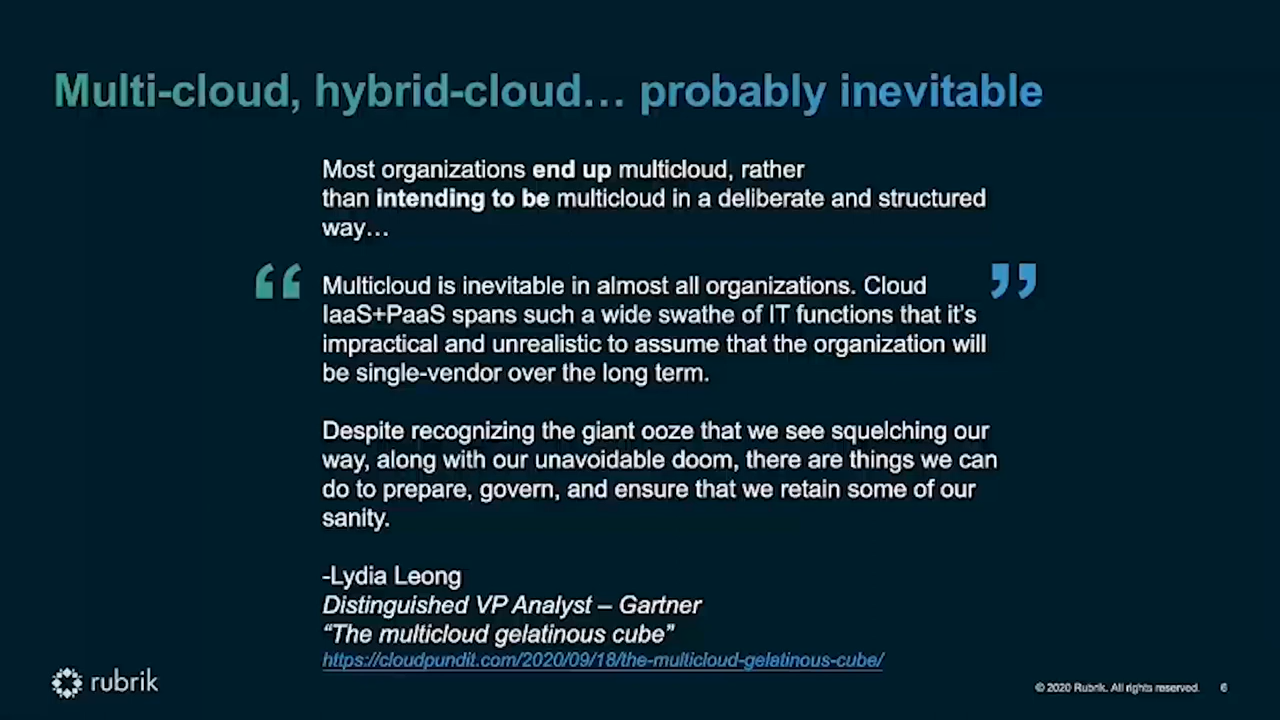 Multi-cloud, hybrid-cloud… probably inevitable
Most organizations end up multicloud, rather
than intending to be multicloud in a deliberate and structured
way…
“ Multicloud is inevitable in almost all organizations. Cloud ”
IaaS+PaaS spans such a wide swathe of IT functions that it’s
impractical and unrealistic to assume that the organization will
be single-vendor over the long term.
Despite recognizing the giant ooze that we see squelching our
way, along with our unavoidable doom, there are things we can
do to prepare, govern, and ensure that we retain some of our
sanity.
-Lydia Leong
Distinguished VP Analyst – Gartner
“The multicloud gelatinous cube”
https://cloudpundit.com/2020/09/18/the-multicloud-gelatinous-cube/
rubrik
© 2020 Rubrik. All rights reserved. 6